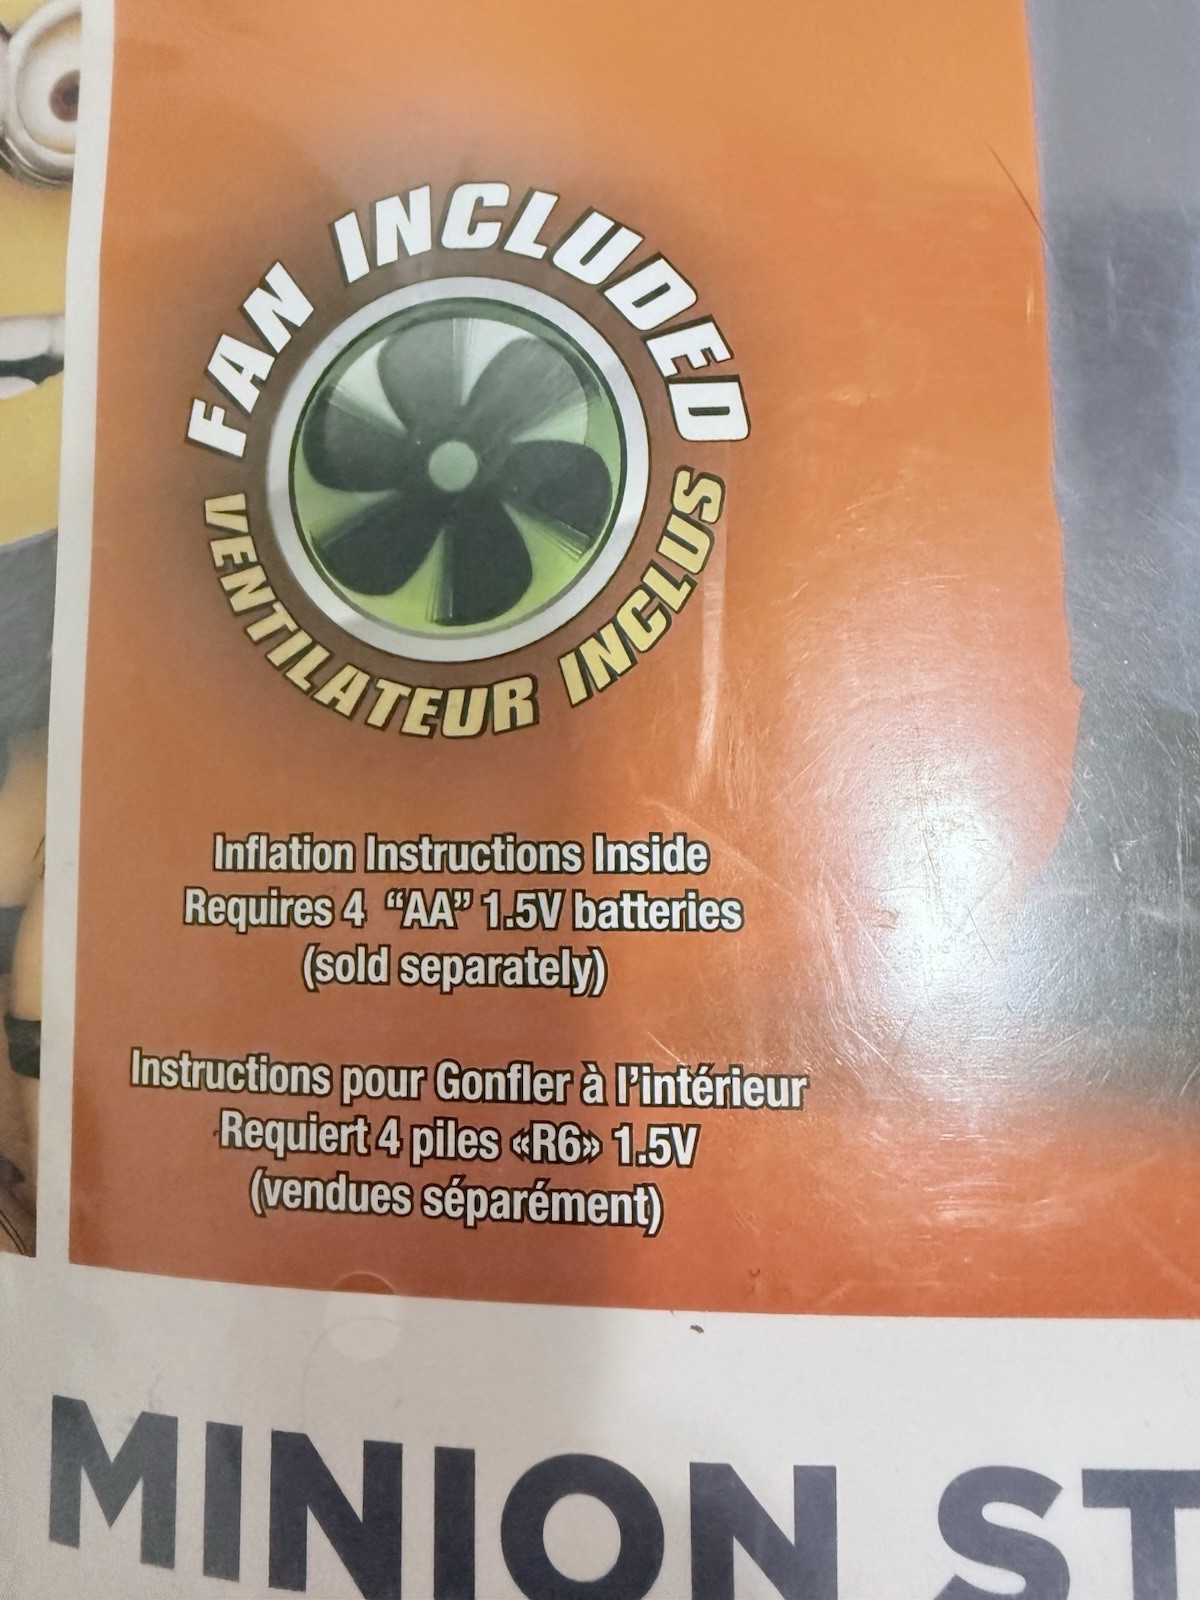 FAN INCLUDED
VENTILATEUR INCLUS
Inflation Instructions Inside
Requires 4 “AA” 1.5V batteries
(sold separately)
Instructions pour Gonfler à l’intérieur
Requiert 4 piles «R6» 1.5V
(vendues séparément)
MINION